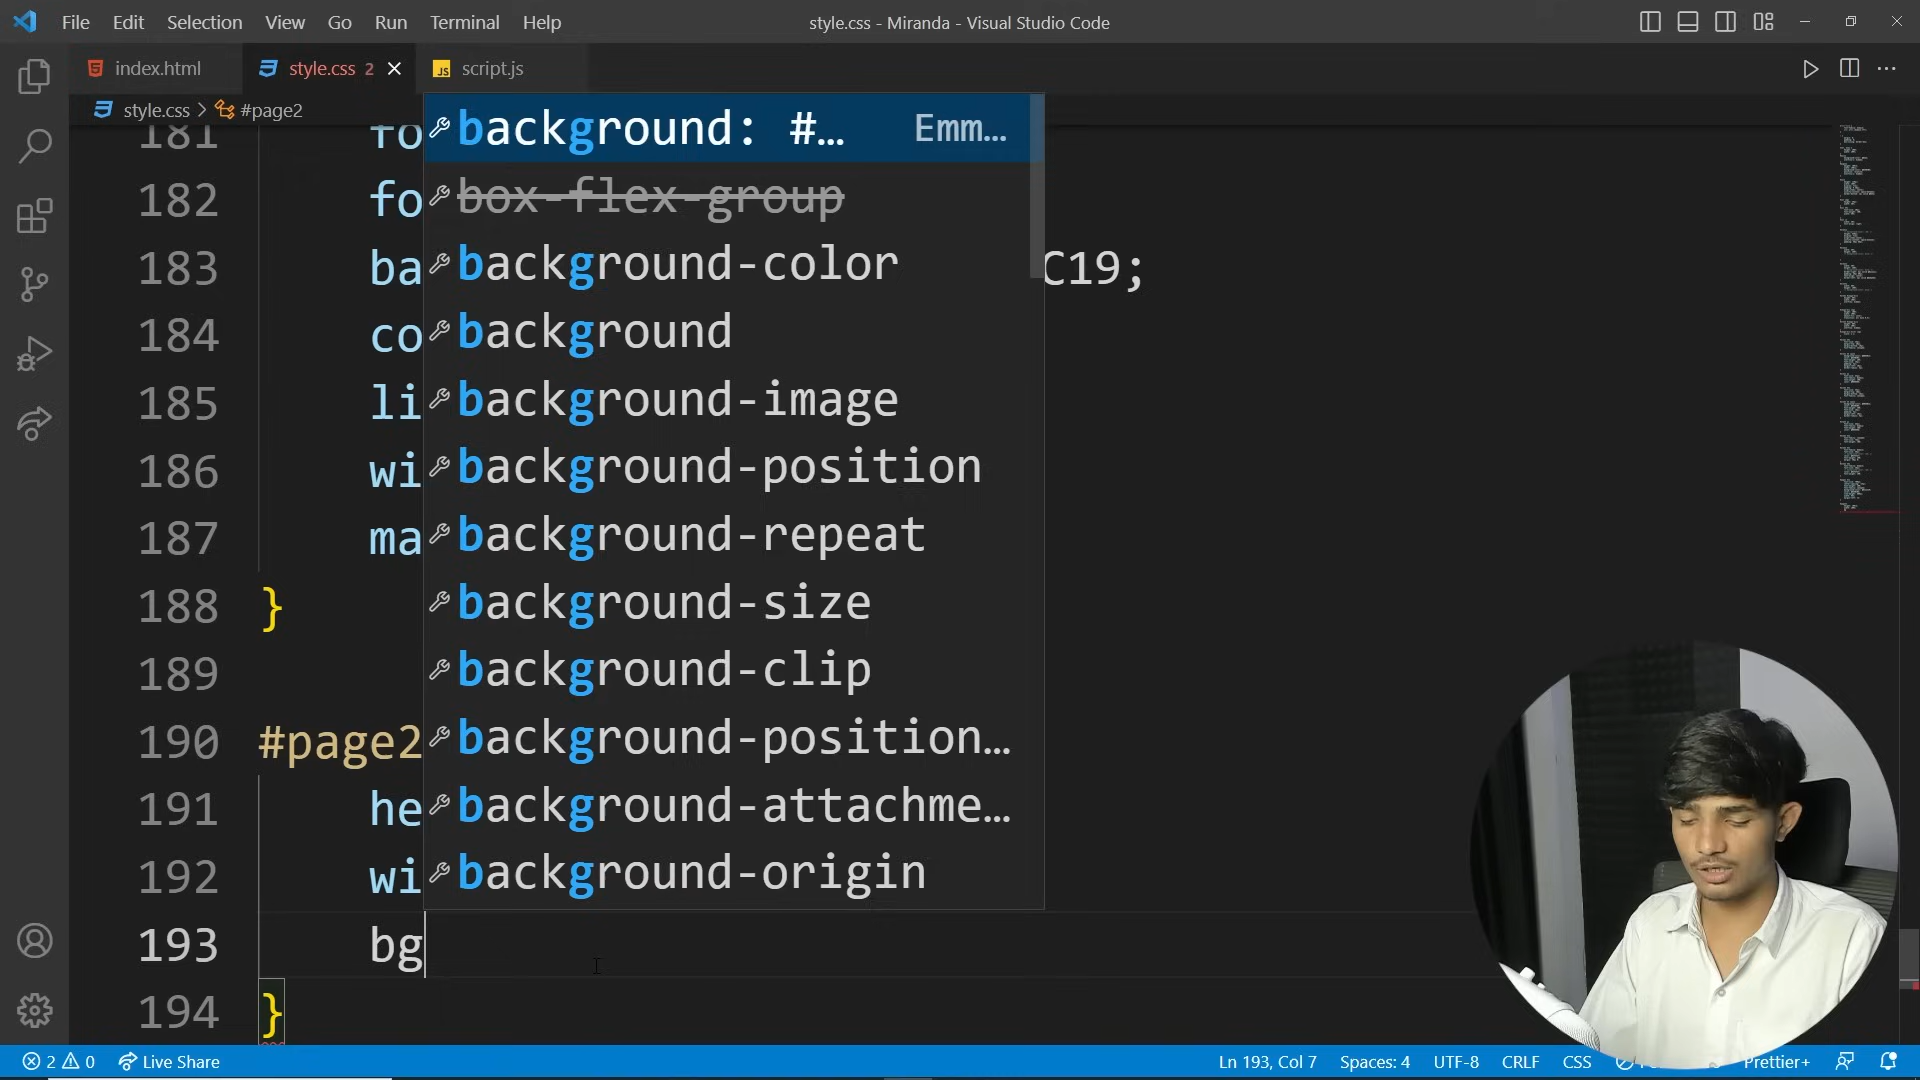 File Edit Selection View Go Run Terminal Help
style.css - Miranda - Visual Studio Code
index.html style.css 2 script.js
style.css > #page2
background: #… Emm…
box-flex-group
background-color
background
background-image
background-position
background-repeat
background-size
background-clip
background-position…
background-attachme…
background-origin
181 fo
182 fo
183 ba C19;
184 co
185 li
186 wi
187 ma
188 }
189
190 #page2
191 he
192 wi
193 bg
194 }
2 0 Live Share
Ln 193, Col 7 Spaces: 4 UTF-8 CRLF CSS Prettier+